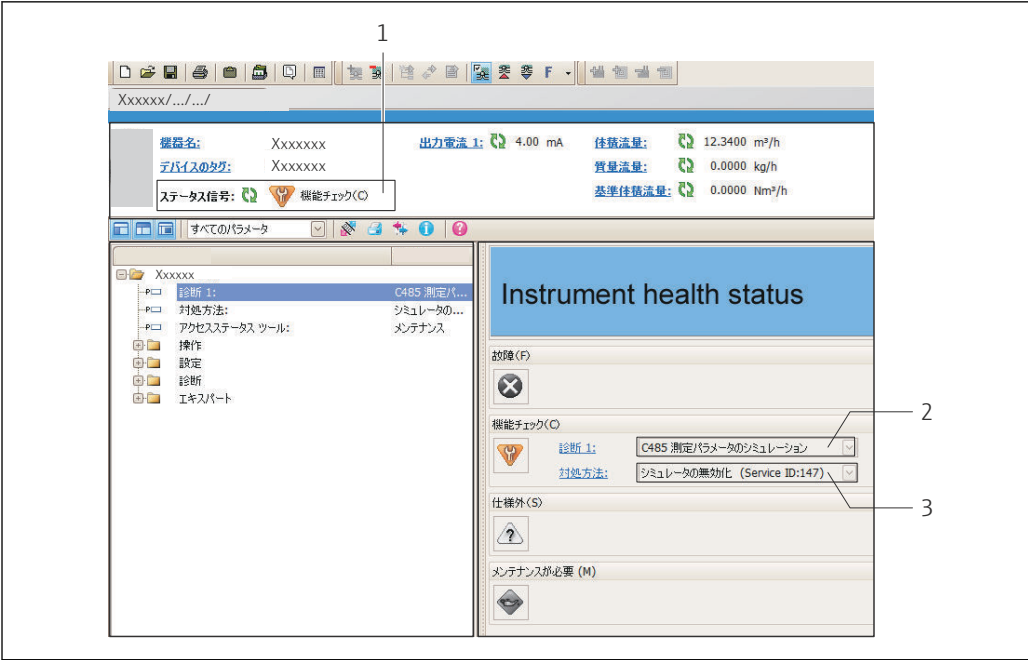 1
F
Xxxxxx/.../.../
機器名: Xxxxxxx 出力電流 1: 4.00 mA 体積流量: 12.3400 m³/h
デバイスのタグ: Xxxxxxx 質量流量: 0.0000 kg/h
ステータス信号: 機能チェック(C) 基準体積流量: 0.0000 Nm³/h
すべてのパラメータ
Xxxxxx
診断 1: C485 測定パ...
対処方法: シミュレータの...
アクセスステータス ツール: メンテナンス
操作
設定
診断
エキスパート
Instrument health status
故障(F)
機能チェック(C)
診断 1: C485 測定パラメータのシミュレーション
2
対処方法: シミュレータの無効化 (Service ID:147)
3
仕様外(S)
メンテナンスが必要 (M)